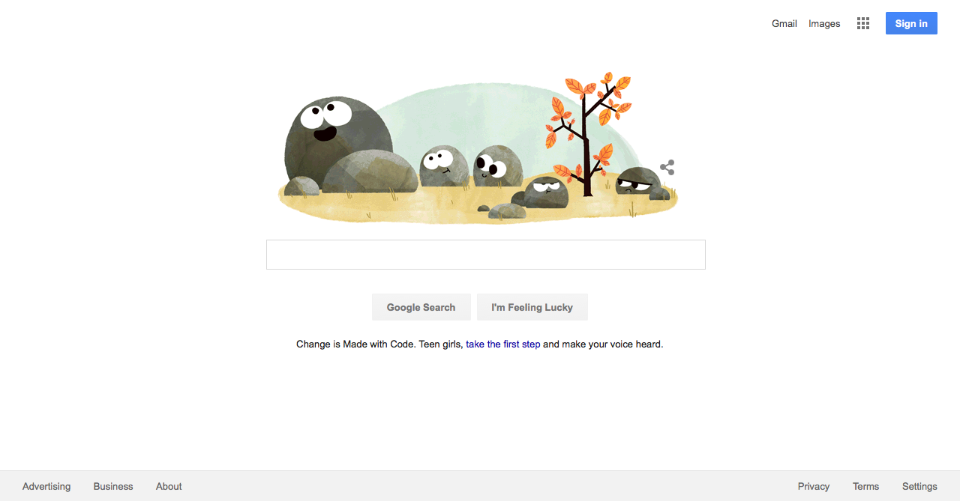 Gmail Images Sign in
Google Search I'm Feeling Lucky
Change is Made with Code. Teen girls, take the first step and make your voice heard.
Advertising Business About Privacy Terms Settings